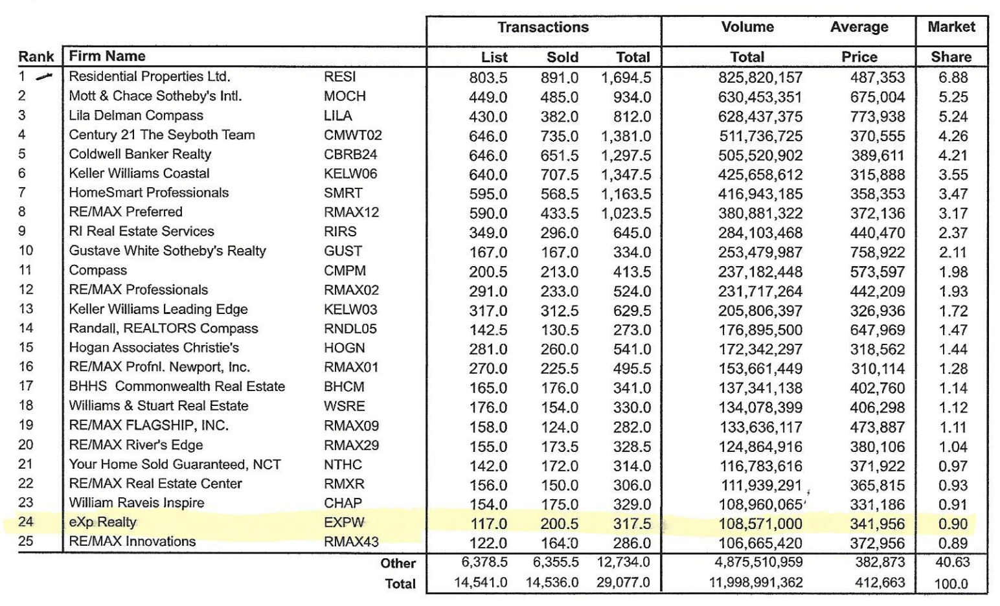 Transactions Volume Average Market
Rank Firm Name List Sold Total Total Price Share
1 Residential Properties Ltd. RESI 803.5 891.0 1,694.5 825,820,157 487,353 6.88
2 Mott & Chace Sotheby's Intl. MOCH 449.0 485.0 934.0 630,453,351 675,004 5.25
3 Lila Delman Compass LILA 430.0 382.0 812.0 628,437,375 773,938 5.24
4 Century 21 The Seyboth Team CMWT02 646.0 735.0 1,381.0 511,736,725 370,555 4.26
5 Coldwell Banker Realty CBRB24 646.0 651.5 1,297.5 505,520,902 389,611 4.21
6 Keller Williams Coastal KELW06 640.0 707.5 1,347.5 425,658,612 315,888 3.55
7 HomeSmart Professionals SMRT 595.0 568.5 1,163.5 416,943,185 358,353 3.47
8 RE/MAX Preferred RMAX12 590.0 433.5 1,023.5 380,881,322 372,136 3.17
9 RI Real Estate Services RIRS 349.0 296.0 645.0 284,103,468 440,470 2.37
10 Gustave White Sotheby's Realty GUST 167.0 167.0 334.0 253,479,987 758,922 2.11
11 Compass CMPM 200.5 213.0 413.5 237,182,448 573,597 1.98
12 RE/MAX Professionals RMAX02 291.0 233.0 524.0 231,717,264 442,209 1.93
13 Keller Williams Leading Edge KELW03 317.0 312.5 629.5 205,806,397 326,936 1.72
14 Randall, REALTORS Compass RNDL05 142.5 130.5 273.0 176,895,500 647,969 1.47
15 Hogan Associates Christie's HOGN 281.0 260.0 541.0 172,342,297 318,562 1.44
16 RE/MAX Profnl. Newport, Inc. RMAX01 270.0 225.5 495.5 153,661,449 310,114 1.28
17 BHHS Commonwealth Real Estate BHCM 165.0 176.0 341.0 137,341,138 402,760 1.14
18 Williams & Stuart Real Estate WSRE 176.0 154.0 330.0 134,078,399 406,298 1.12
19 RE/MAX FLAGSHIP, INC. RMAX09 158.0 124.0 282.0 133,636,117 473,887 1.11
20 RE/MAX River's Edge RMAX29 155.0 173.5 328.5 124,864,916 380,106 1.04
21 Your Home Sold Guaranteed, NCT NTHC 142.0 172.0 314.0 116,783,616 371,922 0.97
22 RE/MAX Real Estate Center RMXR 156.0 150.0 306.0 111,939,291 365,815 0.93
23 William Raveis Inspire CHAP 154.0 175.0 329.0 108,960,065 331,186 0.91
24 eXp Realty EXPW 117.0 200.5 317.5 108,571,000 341,956 0.90
25 RE/MAX Innovations RMAX43 122.0 164.0 286.0 106,665,420 372,956 0.89
Other 6,378.5 6,355.5 12,734.0 4,875,510,959 382,873 40.63
Total 14,541.0 14,536.0 29,077.0 11,998,991,362 412,663 100.0